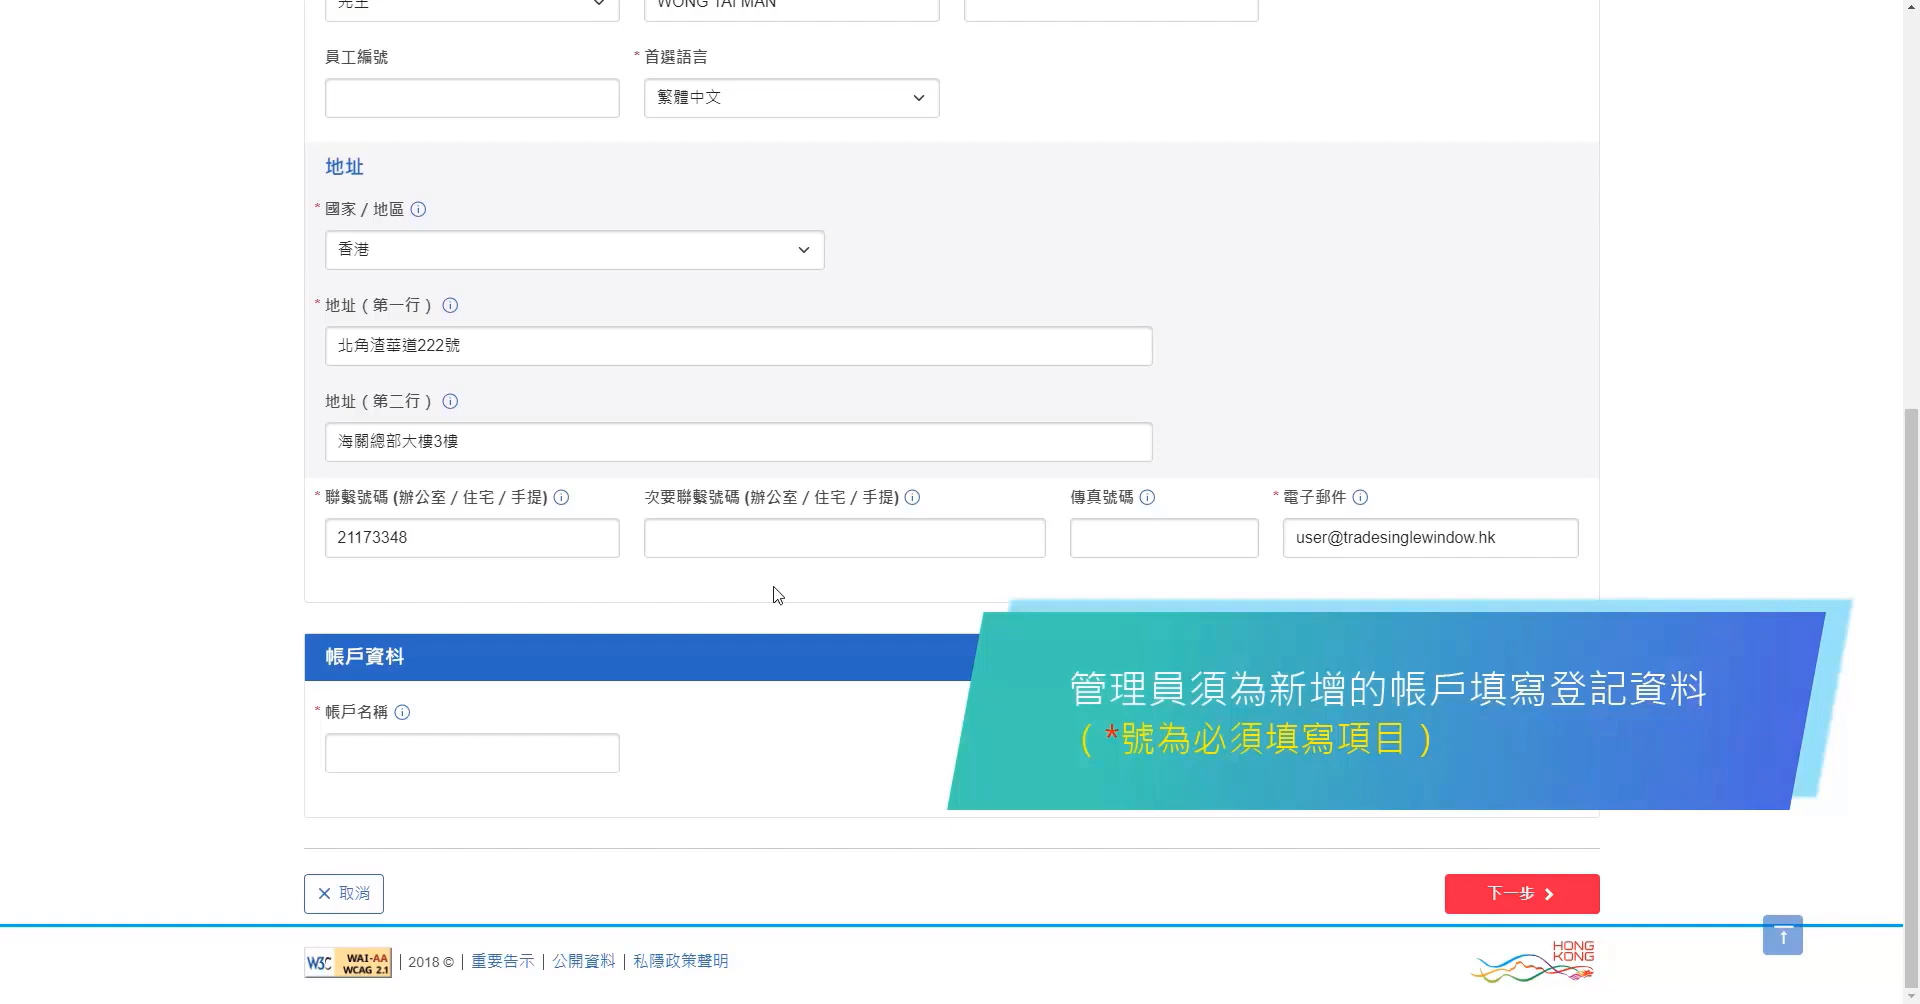 先生
WONG TAI MAN
員工編號
* 首選語言
繁體中文
地址
* 國家 / 地區
香港
* 地址 ( 第一行 )
北角渣華道222號
地址 ( 第二行 )
海關總部大樓3樓
* 聯繫號碼 (辦公室 / 住宅 / 手提)
次要聯繫號碼 (辦公室 / 住宅 / 手提)
傳真號碼
* 電子郵件
21173348
user@tradesinglewindow.hk
帳戶資料
* 帳戶名稱
管理員須為新增的帳戶填寫登記資料
( *號為必須填寫項目 )
取消
下一步
W3C WAI-AA WCAG 2.1 | 2018 © | 重要告示 | 公開資料 | 私隱政策聲明
HONG
KONG